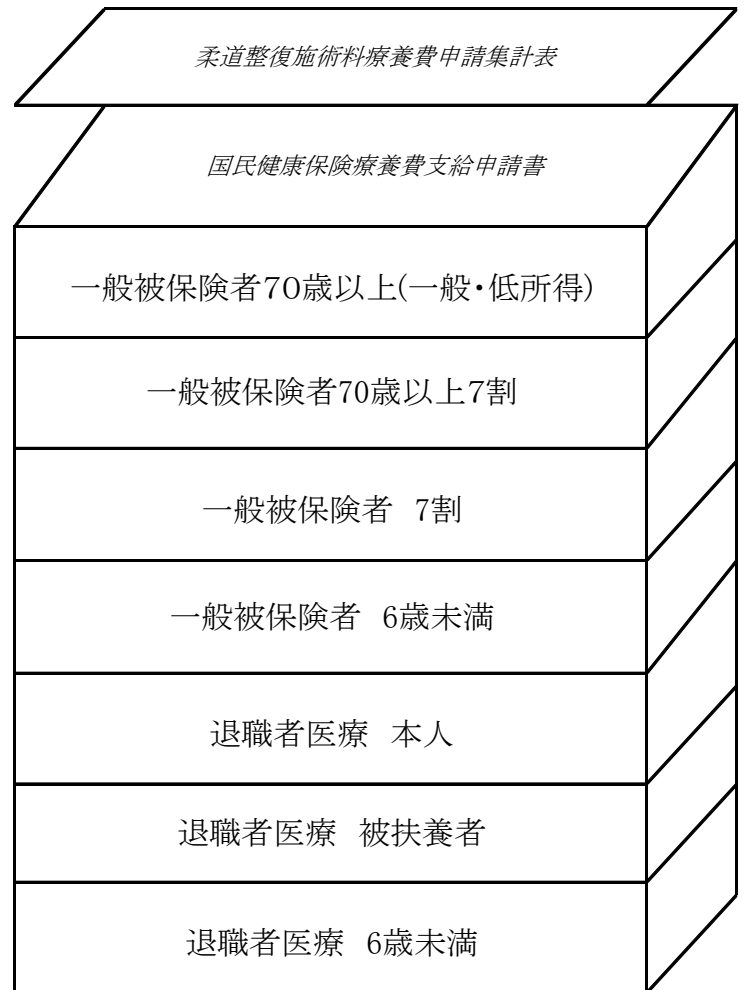 柔道整復施術料療養費申請集計表
国民健康保険療養費支給申請書
一般被保険者70歳以上(一般・低所得)
一般被保険者70歳以上7割
一般被保険者　7割
一般被保険者　6歳未満
退職者医療　本人
退職者医療　被扶養者
退職者医療　6歳未満